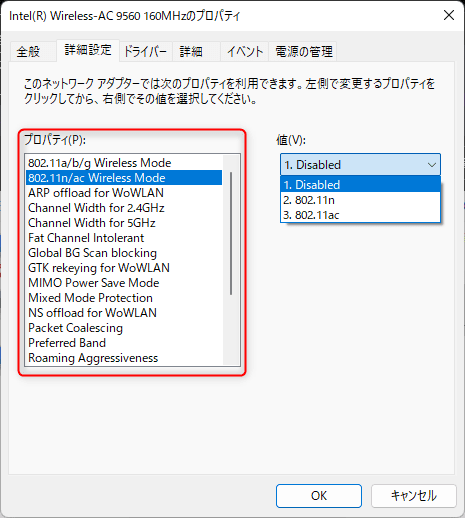 Intel(R) Wireless-AC 9560 160MHzのプロパティ
全般 詳細設定 ドライバー 詳細 イベント 電源の管理
このネットワーク アダプターでは次のプロパティを利用できます。左側で変更するプロパティを
クリックしてから、右側でその値を選択してください。
プロパティ(P):
802.11a/b/g Wireless Mode
802.11n/ac Wireless Mode
ARP offload for WoWLAN
Channel Width for 2.4GHz
Channel Width for 5GHz
Fat Channel Intolerant
Global BG Scan blocking
GTK rekeying for WoWLAN
MIMO Power Save Mode
Mixed Mode Protection
NS offload for WoWLAN
Packet Coalescing
Preferred Band
Roaming Aggressiveness
値(V):
1. Disabled
1. Disabled
2. 802.11n
3. 802.11ac
OK
キャンセル